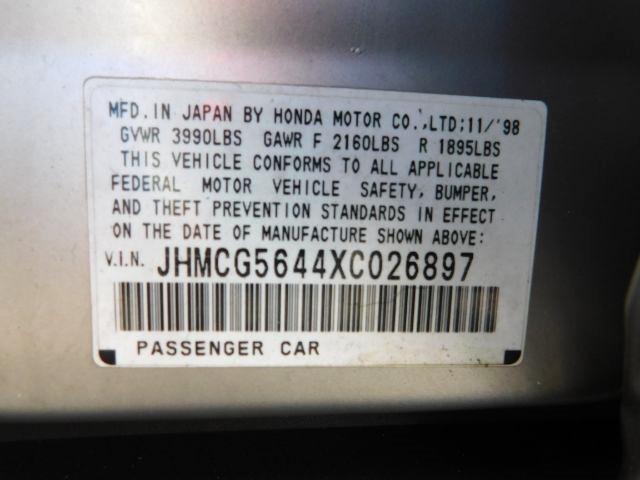 MFD. IN JAPAN BY HONDA MOTOR CO., LTD; 11/'98
GVWR 3990LBS GAWR F 2160LBS R 1895LBS
THIS VEHICLE CONFORMS TO ALL APPLICABLE
FEDERAL MOTOR VEHICLE SAFETY, BUMPER,
AND THEFT PREVENTION STANDARDS IN EFFECT
ON THE DATE OF MANUFACTURE SHOWN ABOVE:
V.I.N. JHMCG5644XC026897
PASSENGER CAR